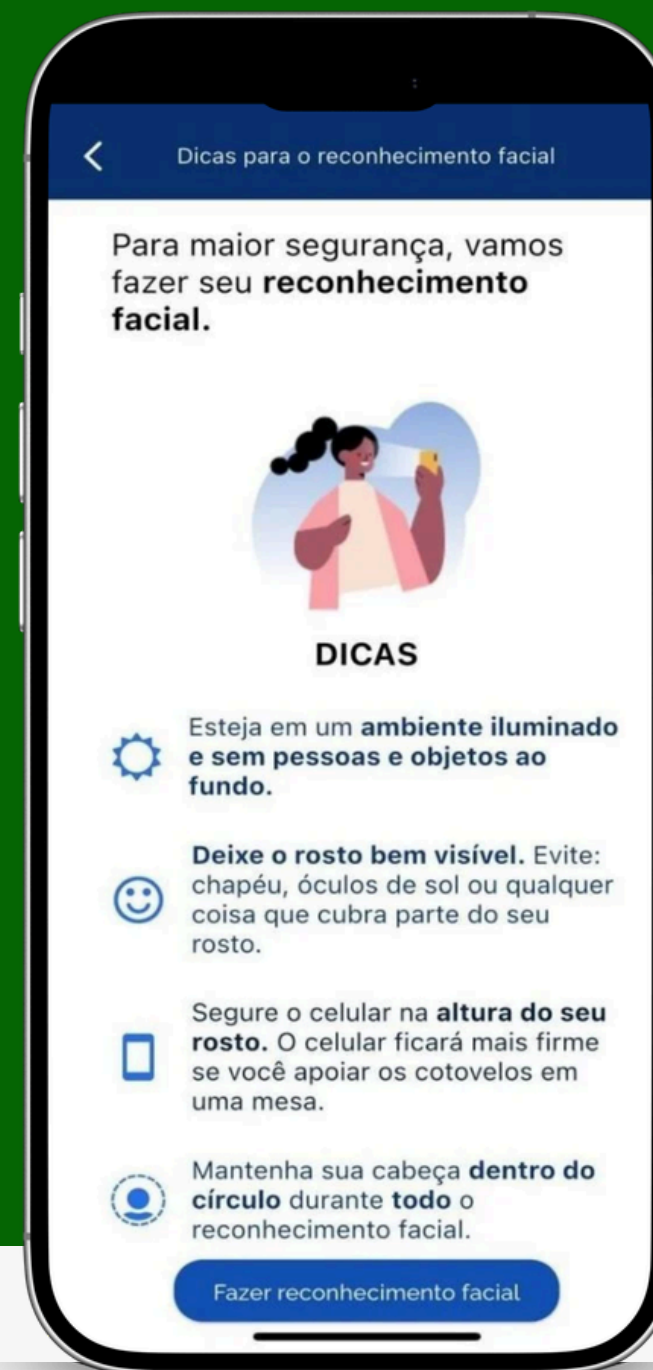 Dicas para o reconhecimento facial
Para maior segurança, vamos
fazer seu reconhecimento
facial.
DICAS
Esteja em um ambiente iluminado
e sem pessoas e objetos ao
fundo.
Deixe o rosto bem visível. Evite:
chapéu, óculos de sol ou qualquer
coisa que cubra parte do seu
rosto.
Segure o celular na altura do seu
rosto. O celular ficará mais firme
se você apoiar os cotovelos em
uma mesa.
Mantenha sua cabeça dentro do
círculo durante todo o
reconhecimento facial.
Fazer reconhecimento facial